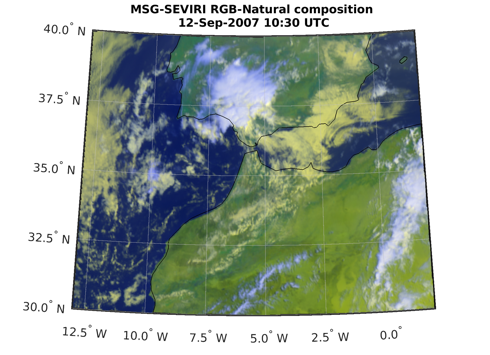 MSG-SEVIRI RGB-Natural composition
12-Sep-2007 10:30 UTC
40.0° N
37.5° N
35.0° N
32.5° N
30.0° N
12.5° W 10.0° W 7.5° W 5.0° W 2.5° W 0.0°